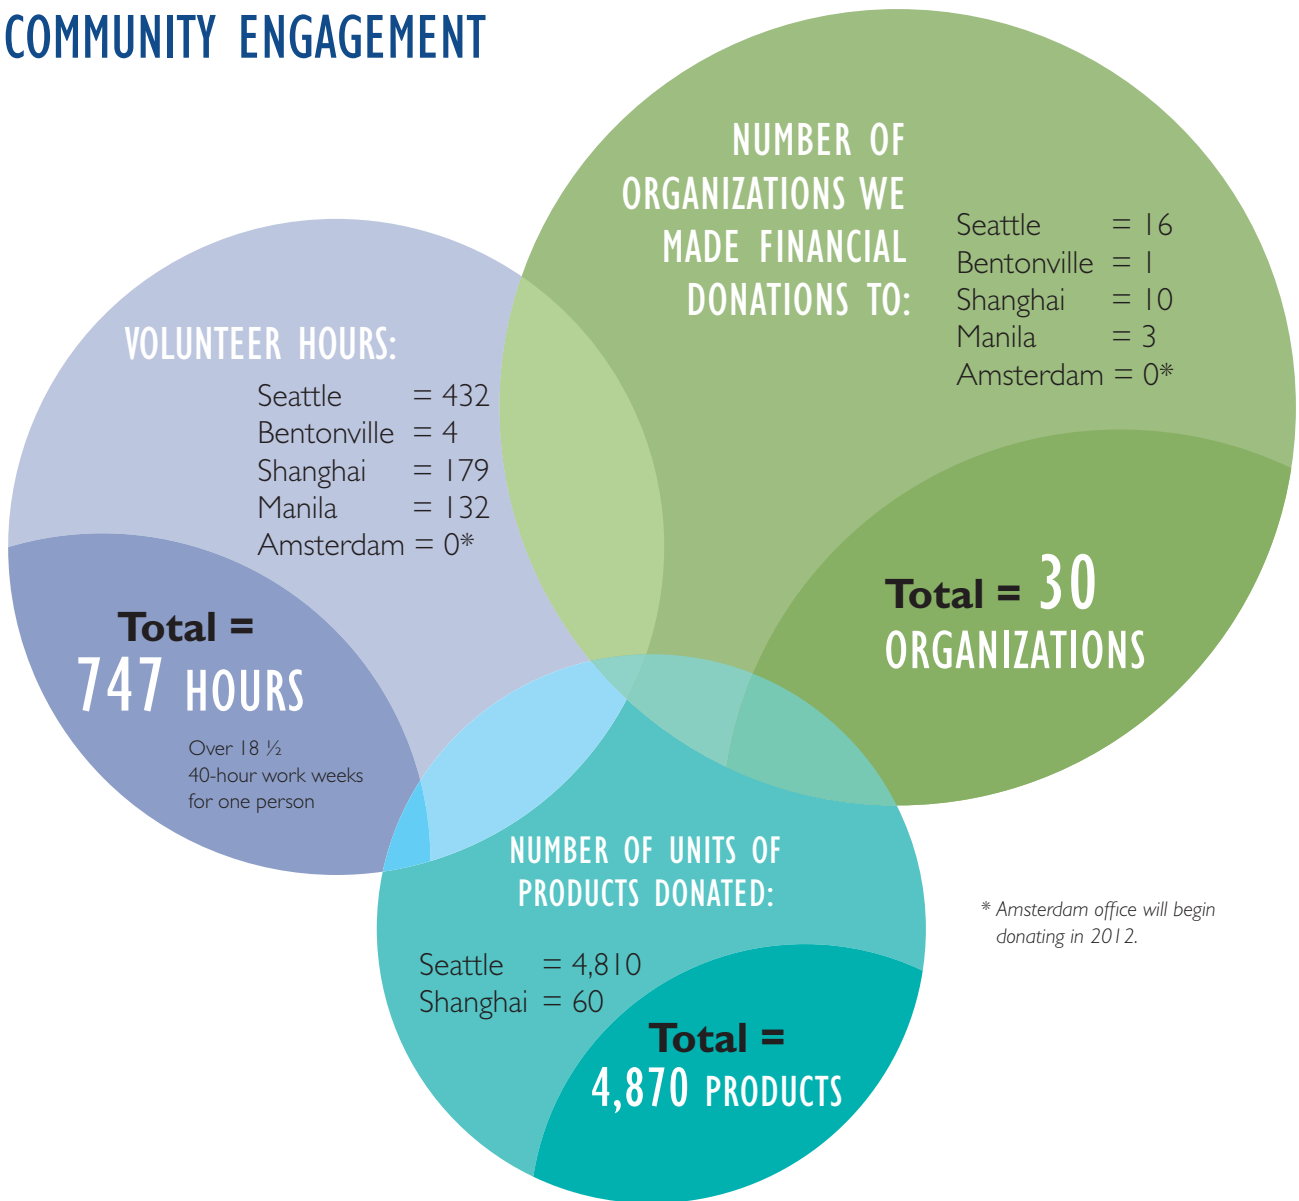 COMMUNITY ENGAGEMENT
NUMBER OF
ORGANIZATIONS WE
MADE FINANCIAL
DONATIONS TO:
Seattle = 16
Bentonville = 1
Shanghai = 10
Manila = 3
Amsterdam = 0*
Total = 30
ORGANIZATIONS
VOLUNTEER HOURS:
Seattle = 432
Bentonville = 4
Shanghai = 179
Manila = 132
Amsterdam = 0*
Total =
747 HOURS
Over 18 ½
40-hour work weeks
for one person
NUMBER OF UNITS OF
PRODUCTS DONATED:
Seattle = 4,810
Shanghai = 60
Total =
4,870 PRODUCTS
* Amsterdam office will begin
donating in 2012.